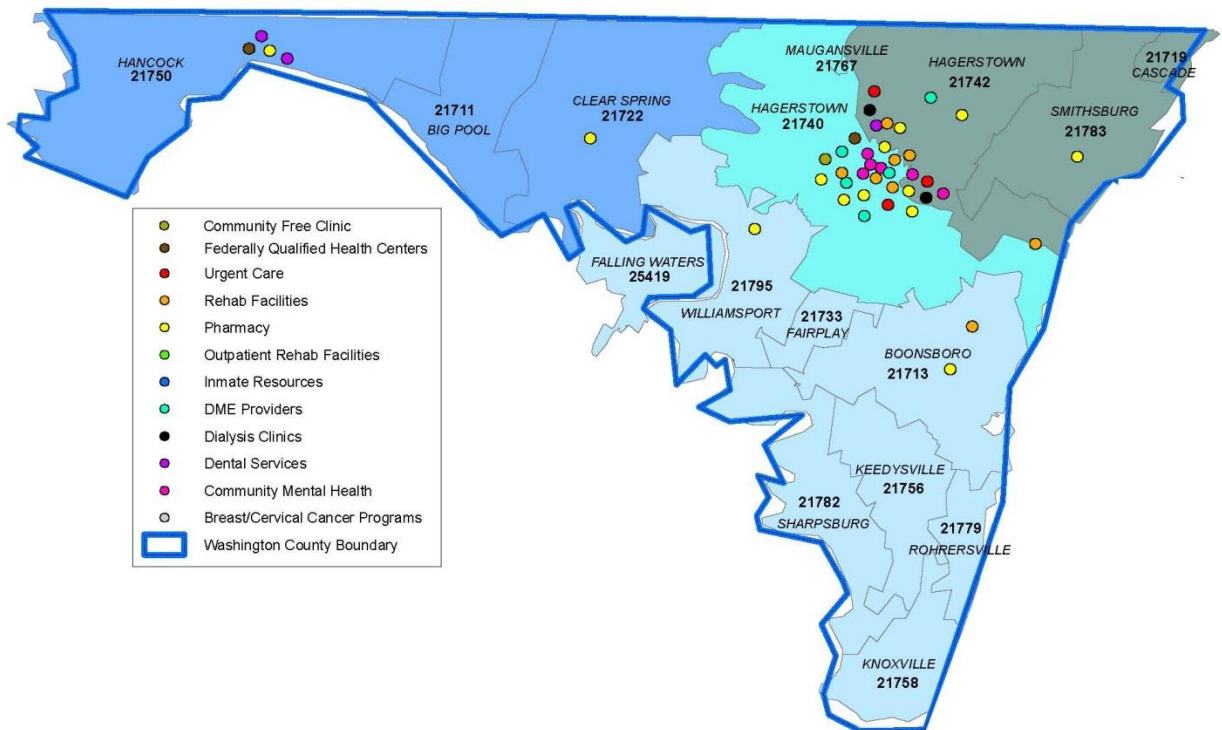 HANCOCK
21750
21711
BIG POOL
CLEAR SPRING
21722
MAUGANSVILLE
21767
HAGERSTOWN
21740
HAGERSTOWN
21742
21719
CASCADE
SMITHSBURG
21783
FALLING WATERS
25419
21795
WILLIAMSPORT
21733
FAIRPLAY
BOONSBORO
21713
KEEDYSVILLE
21756
21782
SHARPSBURG
21779
ROHRERSVILLE
KNOXVILLE
21758
Community Free Clinic
Federally Qualified Health Centers
Urgent Care
Rehab Facilities
Pharmacy
Outpatient Rehab Facilities
Inmate Resources
DME Providers
Dialysis Clinics
Dental Services
Community Mental Health
Breast/Cervical Cancer Programs
Washington County Boundary